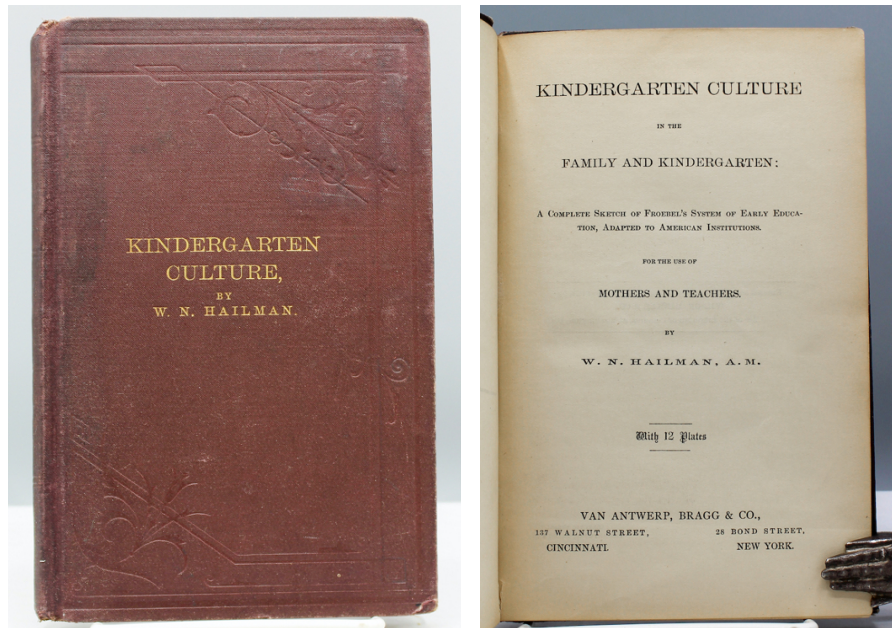 KINDERGARTEN
CULTURE,
BY
W. N. HAILMAN.
KINDERGARTEN CULTURE
IN THE
FAMILY AND KINDERGARTEN:
A COMPLETE SKETCH OF FROEBEL'S SYSTEM OF EARLY EDUCA-
TION, ADAPTED TO AMERICAN INSTITUTIONS.
FOR THE USE OF
MOTHERS AND TEACHERS.
BY
W. N. HAILMAN, A. M.
With 12 Plates
VAN ANTWERP, BRAGG & CO.,
137 WALNUT STREET, 28 BOND STREET,
CINCINNATI. NEW YORK.